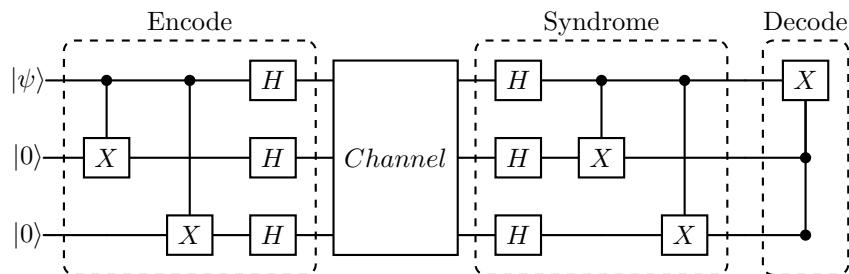 Encode Syndrome Decode
|ψ⟩ H H X
|0⟩ X H Channel H X
|0⟩ X H H X